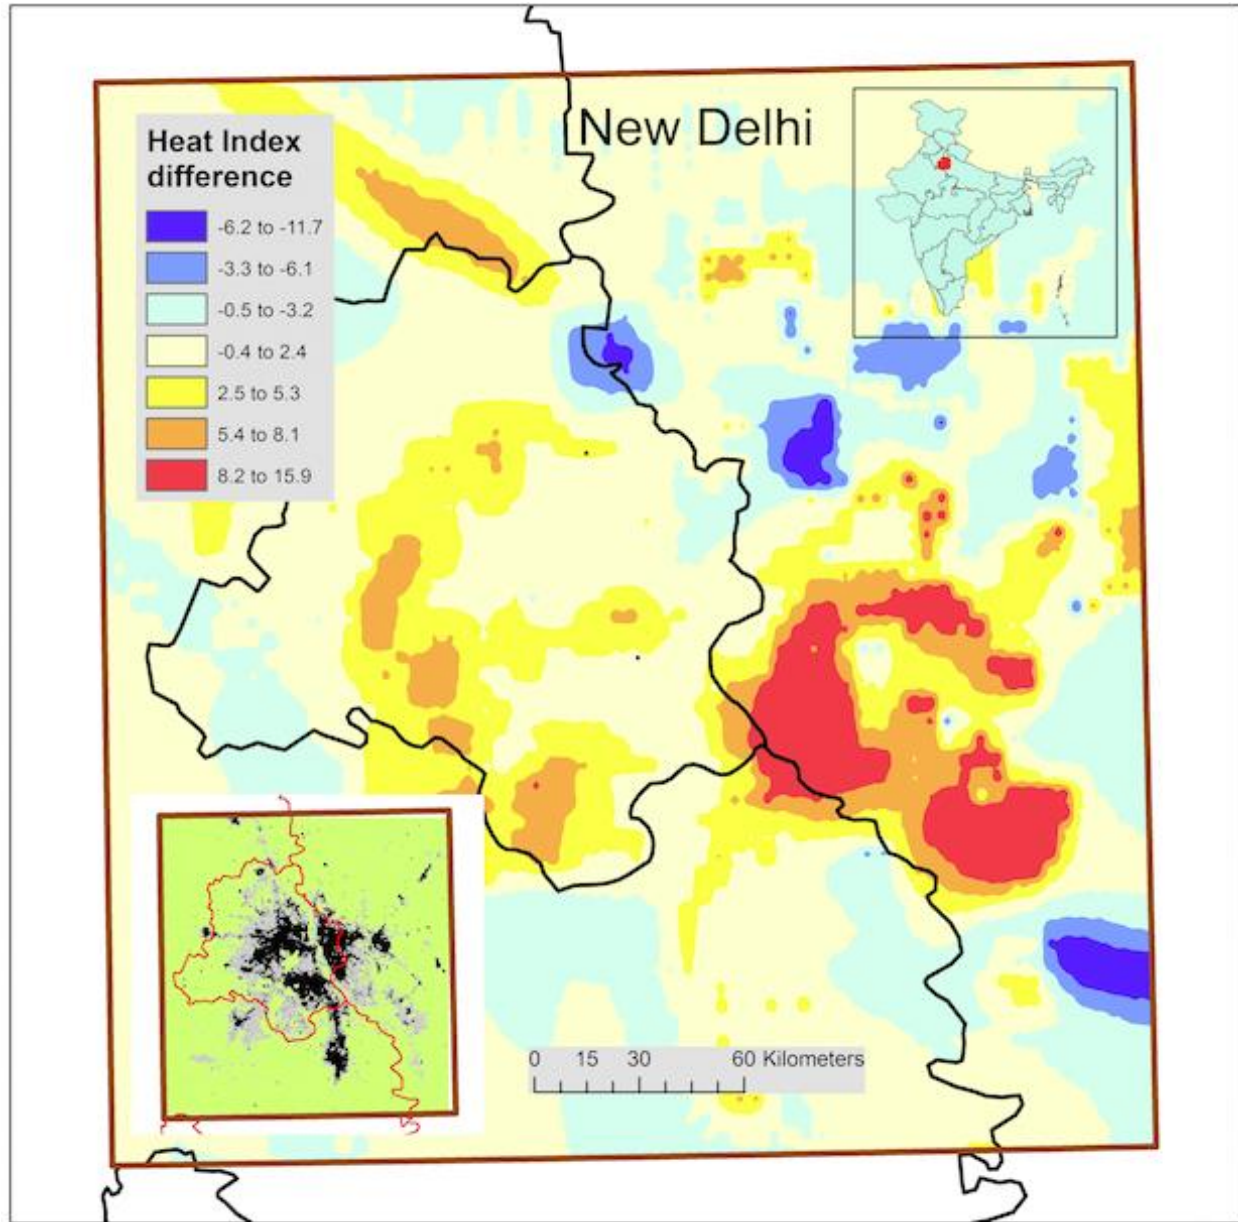 New Delhi
Heat Index
difference
-6.2 to -11.7
-3.3 to -6.1
-0.5 to -3.2
-0.4 to 2.4
2.5 to 5.3
5.4 to 8.1
8.2 to 15.9
0 15 30 60 Kilometers